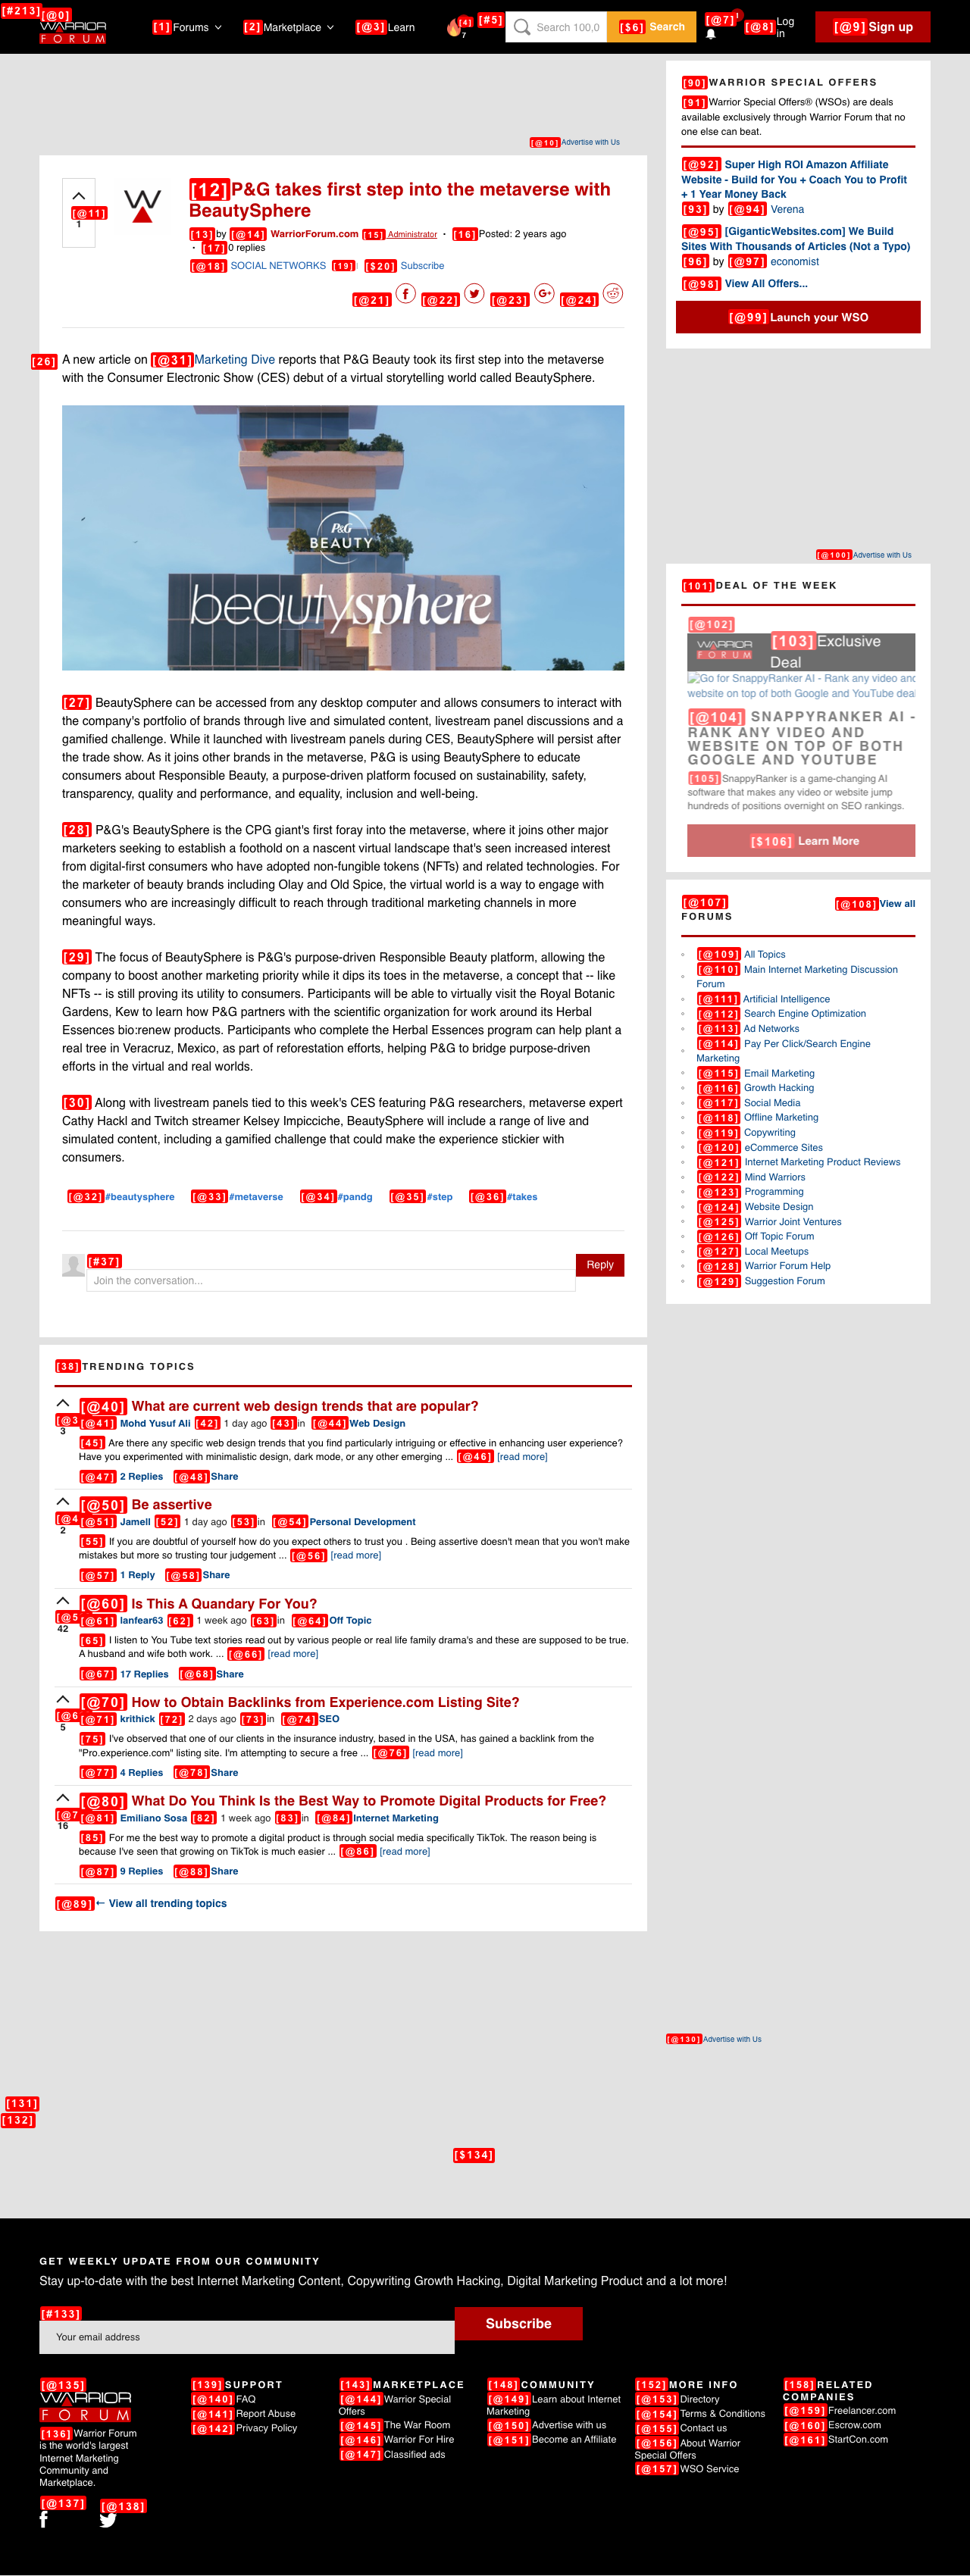 [#213] [@0] WARRIOR FORUM [1] Forums [2] Marketplace [@3] Learn [4] 7 [#5] Search 100,0 [$6] Search [@7] 1 [@8] Log in [@9] Sign up
[@10] Advertise with Us
[@11]
1
W
[12]P&G takes first step into the metaverse with
BeautySphere
[13] by [@14] WarriorForum.com [15] Administrator · [16] Posted: 2 years ago
· [17] 0 replies
[@18] SOCIAL NETWORKS [19] [$20] Subscribe
[@21] [@22] [@23] [@24]
[26] A new article on [@31]Marketing Dive reports that P&G Beauty took its first step into the metaverse
with the Consumer Electronic Show (CES) debut of a virtual storytelling world called BeautySphere.
P&G
BEAUTY
beautysphere
[27] BeautySphere can be accessed from any desktop computer and allows consumers to interact with
the company's portfolio of brands through live and simulated content, livestream panel discussions and a
gamified challenge. While it launched with livestream panels during CES, BeautySphere will persist after
the trade show. As it joins other brands in the metaverse, P&G is using BeautySphere to educate
consumers about Responsible Beauty, a purpose-driven platform focused on sustainability, safety,
transparency, quality and performance, and equality, inclusion and well-being.
[28] P&G's BeautySphere is the CPG giant's first foray into the metaverse, where it joins other major
marketers seeking to establish a foothold on a nascent virtual landscape that's seen increased interest
from digital-first consumers who have adopted non-fungible tokens (NFTs) and related technologies. For
the marketer of beauty brands including Olay and Old Spice, the virtual world is a way to engage with
consumers who are increasingly difficult to reach through traditional marketing channels in more
meaningful ways.
[29] The focus of BeautySphere is P&G's purpose-driven Responsible Beauty platform, allowing the
company to boost another marketing priority while it dips its toes in the metaverse, a concept that -- like
NFTs -- is still proving its utility to consumers. Participants will be able to virtually visit the Royal Botanic
Gardens, Kew to learn how P&G partners with the scientific organization for work around its Herbal
Essences bio:renew products. Participants who complete the Herbal Essences program can help plant a
real tree in Veracruz, Mexico, as part of reforestation efforts, helping P&G to bridge purpose-driven
efforts in the virtual and real worlds.
[30] Along with livestream panels tied to this week's CES featuring P&G researchers, metaverse expert
Cathy Hackl and Twitch streamer Kelsey Impicciche, BeautySphere will include a range of live and
simulated content, including a gamified challenge that could make the experience stickier with
consumers.
[@32] #beautysphere [@33] #metaverse [@34] #pandg [@35] #step [@36] #takes
[#37]
Join the conversation... Reply
[38] TRENDING TOPICS
[@40] What are current web design trends that are popular?
[@3 [@41] Mohd Yusuf Ali [42] 1 day ago [43] in [@44] Web Design
3
[45] Are there any specific web design trends that you find particularly intriguing or effective in enhancing user experience?
Have you experimented with minimalistic design, dark mode, or any other emerging ... [@46] [read more]
[@47] 2 Replies [@48] Share
[@50] Be assertive
[@4 [@51] Jamell [52] 1 day ago [53] in [@54] Personal Development
2
[55] If you are doubtful of yourself how do you expect others to trust you . Being assertive doesn't mean that you won't make
mistakes but more so trusting tour judgement ... [@56] [read more]
[@57] 1 Reply [@58] Share
[@60] Is This A Quandary For You?
[@5 [@61] lanfear63 [62] 1 week ago [63] in [@64] Off Topic
42
[65] I listen to You Tube text stories read out by various people or real life family drama's and these are supposed to be true.
A husband and wife both work. ... [@66] [read more]
[@67] 17 Replies [@68] Share
[@70] How to Obtain Backlinks from Experience.com Listing Site?
[@6 [@71] krithick [72] 2 days ago [73] in [@74] SEO
5
[75] I've observed that one of our clients in the insurance industry, based in the USA, has gained a backlink from the
"Pro.experience.com" listing site. I'm attempting to secure a free ... [@76] [read more]
[@77] 4 Replies [@78] Share
[@80] What Do You Think Is the Best Way to Promote Digital Products for Free?
[@7 [@81] Emiliano Sosa [82] 1 week ago [83] in [@84] Internet Marketing
16
[85] For me the best way to promote a digital product is through social media specifically TikTok. The reason being is
because I've seen that growing on TikTok is much easier ... [@86] [read more]
[@87] 9 Replies [@88] Share
[@89] ← View all trending topics
[90] WARRIOR SPECIAL OFFERS
[91] Warrior Special Offers® (WSOs) are deals
available exclusively through Warrior Forum that no
one else can beat.
[@92] Super High ROI Amazon Affiliate
Website - Build for You + Coach You to Profit
+ 1 Year Money Back
[93] by [@94] Verena
[@95] [GiganticWebsites.com] We Build
Sites With Thousands of Articles (Not a Typo)
[96] by [@97] economist
[@98] View All Offers...
[@99] Launch your WSO
[@100] Advertise with Us
[101] DEAL OF THE WEEK
[@102]
WARRIOR FORUM [103] Exclusive
Deal
Go for SnappyRanker AI - Rank any video and
website on top of both Google and YouTube deal
[@104] SNAPPYRANKER AI -
RANK ANY VIDEO AND
WEBSITE ON TOP OF BOTH
GOOGLE AND YOUTUBE
[105] SnappyRanker is a game-changing AI
software that makes any video or website jump
hundreds of positions overnight on SEO rankings.
[$106] Learn More
[@107] [@108] View all
FORUMS
[@109] All Topics
[@110] Main Internet Marketing Discussion
Forum
[@111] Artificial Intelligence
[@112] Search Engine Optimization
[@113] Ad Networks
[@114] Pay Per Click/Search Engine
Marketing
[@115] Email Marketing
[@116] Growth Hacking
[@117] Social Media
[@118] Offline Marketing
[@119] Copywriting
[@120] eCommerce Sites
[@121] Internet Marketing Product Reviews
[@122] Mind Warriors
[@123] Programming
[@124] Website Design
[@125] Warrior Joint Ventures
[@126] Off Topic Forum
[@127] Local Meetups
[@128] Warrior Forum Help
[@129] Suggestion Forum
[@130] Advertise with Us
[131]
[132]
[$134]
GET WEEKLY UPDATE FROM OUR COMMUNITY
Stay up-to-date with the best Internet Marketing Content, Copywriting Growth Hacking, Digital Marketing Product and a lot more!
[#133]
Your email address Subscribe
[@135]
WARRIOR
FORUM
[136] Warrior Forum
is the world's largest
Internet Marketing
Community and
Marketplace.
[@137] [@138]
[139] SUPPORT
[@140] FAQ
[@141] Report Abuse
[@142] Privacy Policy
[143] MARKETPLACE
[@144] Warrior Special
Offers
[@145] The War Room
[@146] Warrior For Hire
[@147] Classified ads
[148] COMMUNITY
[@149] Learn about Internet
Marketing
[@150] Advertise with us
[@151] Become an Affiliate
[152] MORE INFO
[@153] Directory
[@154] Terms & Conditions
[@155] Contact us
[@156] About Warrior
Special Offers
[@157] WSO Service
[158] RELATED
COMPANIES
[@159] Freelancer.com
[@160] Escrow.com
[@161] StartCon.com